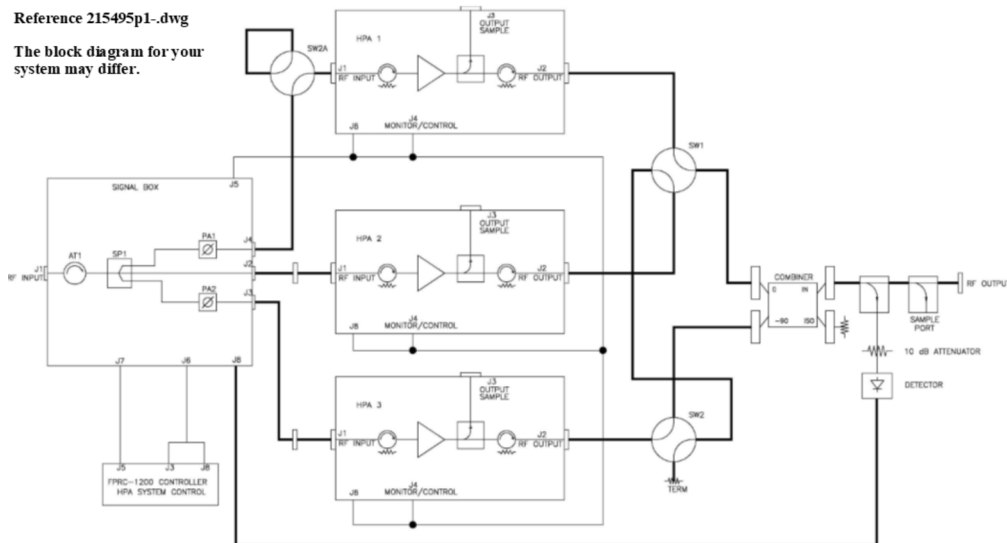 Reference 215495p1-.dwg
The block diagram for your
system may differ.
SW2A
HPA 1
J3
OUTPUT
SAMPLE
J1
RF INPUT
J2
RF OUTPUT
J8
J4
MONITOR/CONTROL
SW1
J5
SIGNAL BOX
AT1
SP1
PA1
PA2
J1
RF INPUT
J4
J2
J3
J7
J6
J8
HPA 2
J3
OUTPUT
SAMPLE
J1
RF INPUT
J2
RF OUTPUT
J8
J4
MONITOR/CONTROL
COMBINER
0
IN
-90
ISO
RF OUTPUT
SAMPLE
PORT
10 dB ATTENUATOR
DETECTOR
HPA 3
J3
OUTPUT
SAMPLE
J1
RF INPUT
J2
RF OUTPUT
J8
J4
MONITOR/CONTROL
SW2
TERM
J5
J3
J8
FPRC-1200 CONTROLLER
HPA SYSTEM CONTROL